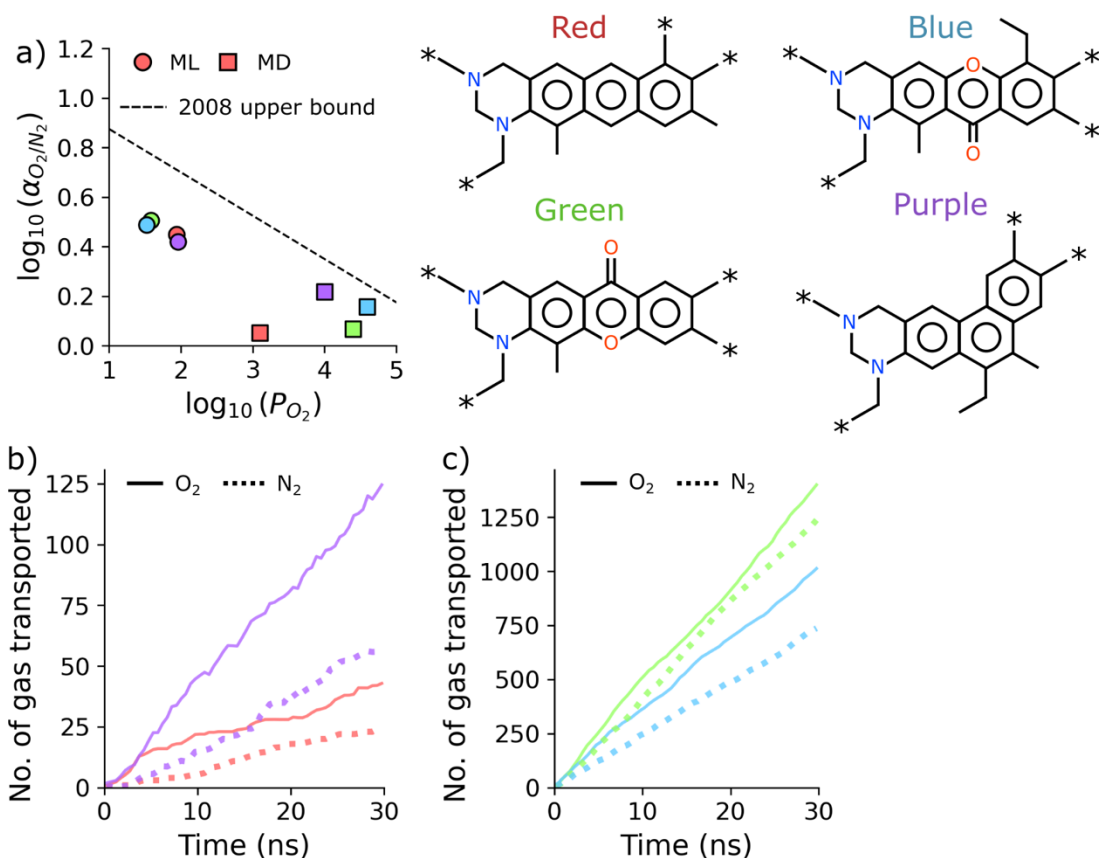 a)
1.2
1.0
0.8
0.6
0.4
0.2
0.0
log10 (αO2/N2)
ML MD
2008 upper bound
1 2 3 4 5
log10 (PO2)
Red
* * *
N
N
*
Blue
* O *
N
N
* O *
Green
* O *
N
N
* O *
Purple
* * *
N
N
*
b)
125
100
75
50
25
0
No. of gas transported
O2 N2
0 10 20 30
Time (ns)
c)
1250
1000
750
500
250
0
No. of gas transported
O2 N2
0 10 20 30
Time (ns)